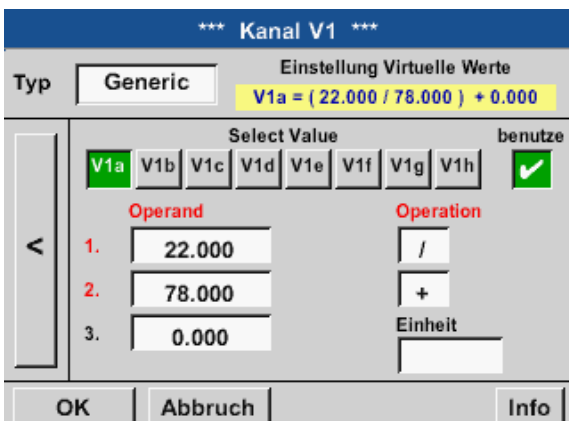 *** Kanal V1 ***
Typ Generic
Einstellung Virtuelle Werte
V1a = ( 22.000 / 78.000 ) + 0.000
Select Value benutze
V1a V1b V1c V1d V1e V1f V1g V1h
Operand Operation
< 1. 22.000 /
2. 78.000 +
3. 0.000
Einheit
OK Abbruch Info